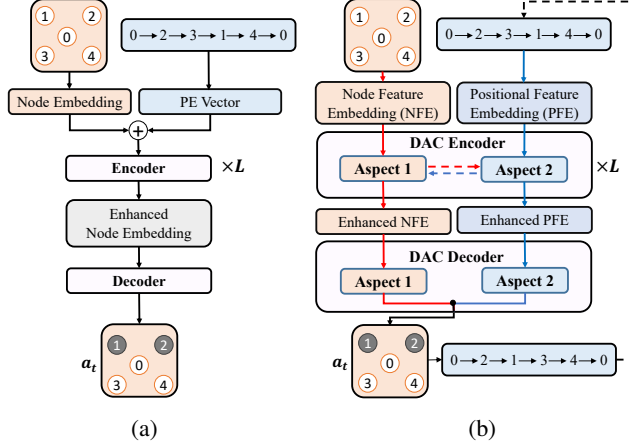 1 2
0
3 4
0→2→3→1→4→0
Node Embedding
PE Vector
+
Encoder
×L
Enhanced
Node Embedding
Decoder
a_t
1 2
0
3 4
(a)
1 2
0
3 4
0→2→3→1→4→0
Node Feature
Embedding (NFE)
Positional Feature
Embedding (PFE)
DAC Encoder
Aspect 1
Aspect 2
×L
Enhanced NFE
Enhanced PFE
DAC Decoder
Aspect 1
Aspect 2
a_t
1 2
0
3 4
0→2→1→3→4→0
(b)